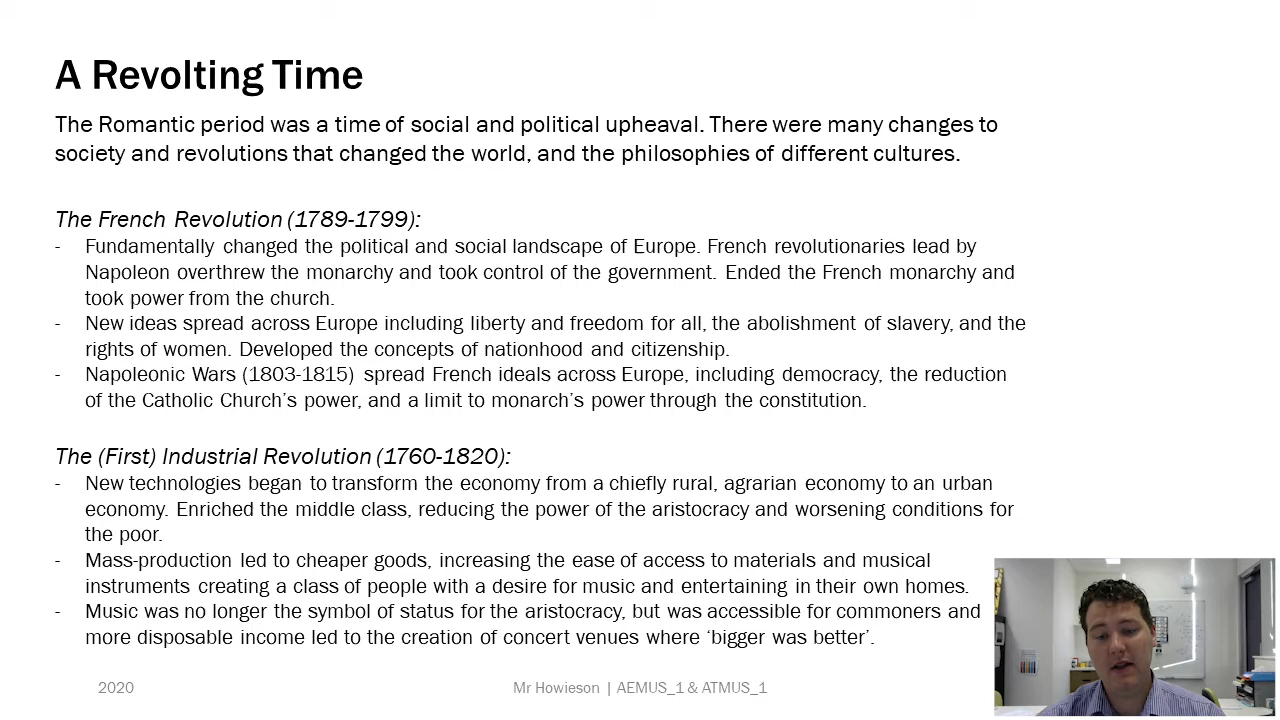 A Revolting Time
The Romantic period was a time of social and political upheaval. There were many changes to
society and revolutions that changed the world, and the philosophies of different cultures.
The French Revolution (1789-1799):
- Fundamentally changed the political and social landscape of Europe. French revolutionaries lead by
Napoleon overthrew the monarchy and took control of the government. Ended the French monarchy and
took power from the church.
- New ideas spread across Europe including liberty and freedom for all, the abolishment of slavery, and the
rights of women. Developed the concepts of nationhood and citizenship.
- Napoleonic Wars (1803-1815) spread French ideals across Europe, including democracy, the reduction
of the Catholic Church's power, and a limit to monarch's power through the constitution.
The (First) Industrial Revolution (1760-1820):
- New technologies began to transform the economy from a chiefly rural, agrarian economy to an urban
economy. Enriched the middle class, reducing the power of the aristocracy and worsening conditions for
the poor.
- Mass-production led to cheaper goods, increasing the ease of access to materials and musical
instruments creating a class of people with a desire for music and entertaining in their own homes.
- Music was no longer the symbol of status for the aristocracy, but was accessible for commoners and
more disposable income led to the creation of concert venues where 'bigger was better'.
2020
Mr Howieson | AEMUS_1 & ATMUS_1